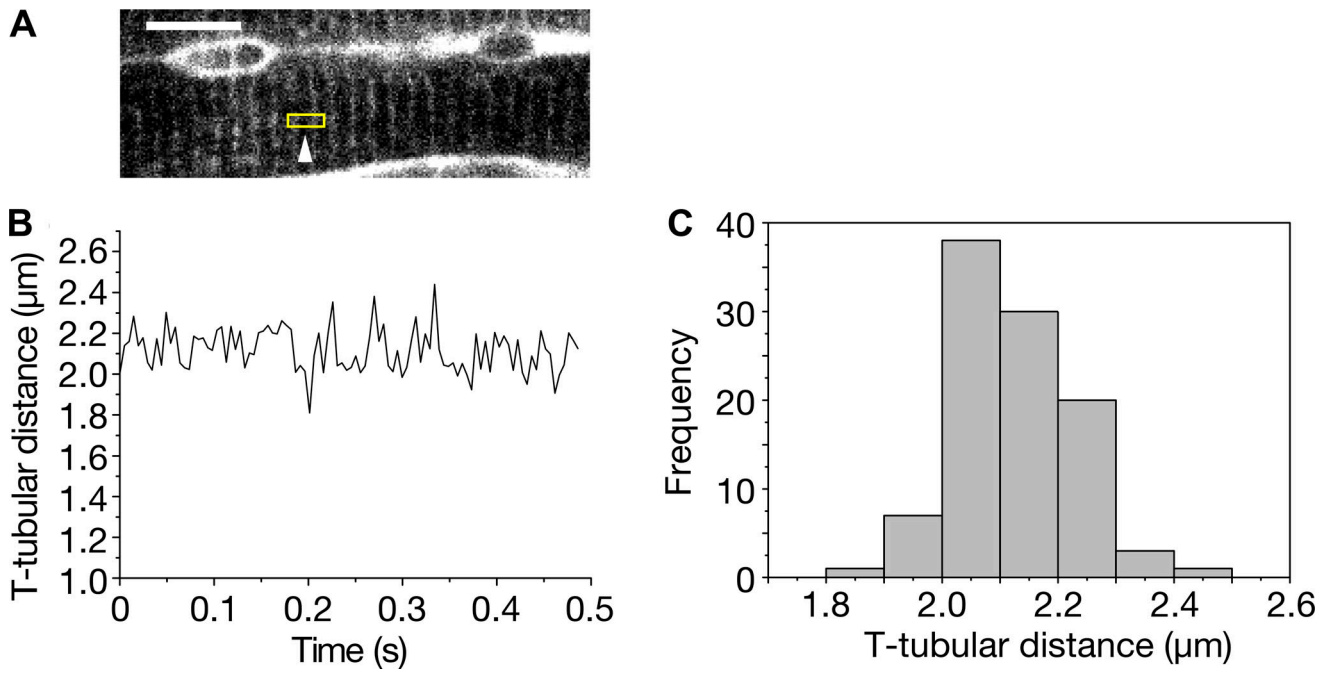 A
B
T-tubular distance (µm)
2.6
2.4
2.2
2.0
1.8
1.6
1.4
1.2
1.0
0 0.1 0.2 0.3 0.4 0.5
Time (s)
C
Frequency
40
30
20
10
0
1.8 2.0 2.2 2.4 2.6
T-tubular distance (µm)